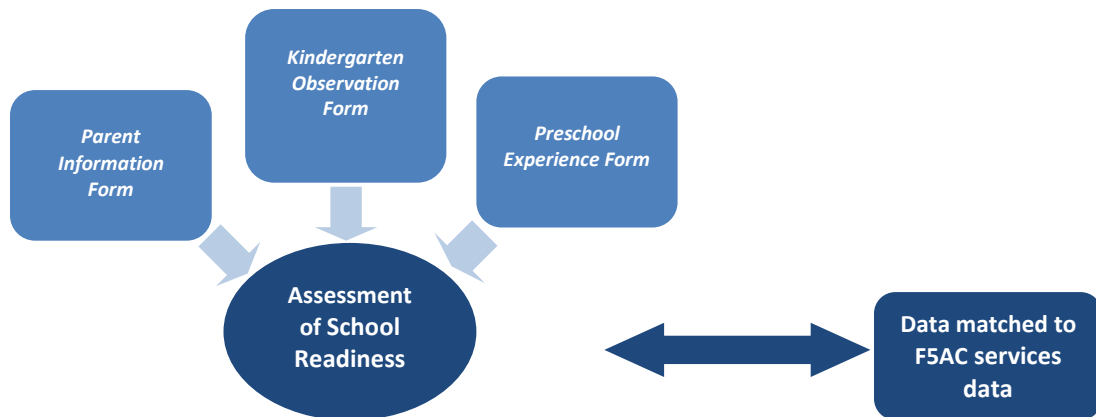 Parent
Information
Form
Kindergarten
Observation
Form
Preschool
Experience Form
Assessment
of School
Readiness
Data matched to
F5AC services
data